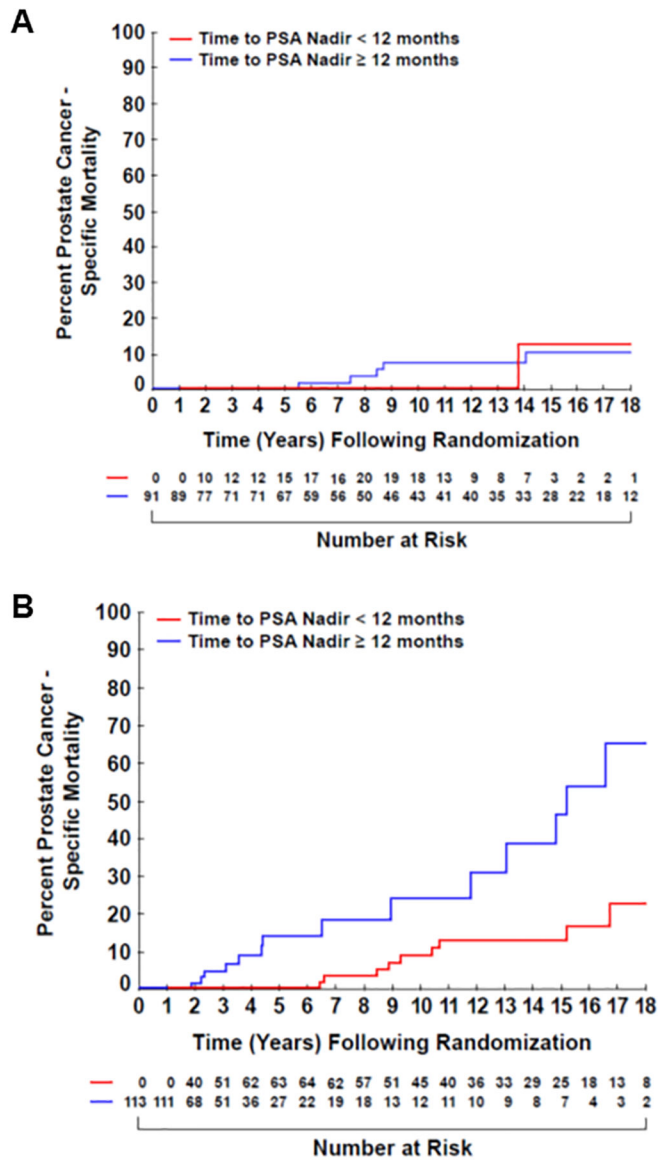 A
Time to PSA Nadir < 12 months
Time to PSA Nadir ≥ 12 months
Percent Prostate Cancer -
Specific Mortality
100
90
80
70
60
50
40
30
20
10
0
0 1 2 3 4 5 6 7 8 9 10 11 12 13 14 15 16 17 18
Time (Years) Following Randomization
0 0 10 12 12 15 17 16 20 19 18 13 9 8 7 3 2 2 1
91 89 77 71 71 67 59 56 50 46 43 41 40 35 33 28 22 18 12
Number at Risk
B
Time to PSA Nadir < 12 months
Time to PSA Nadir ≥ 12 months
Percent Prostate Cancer -
Specific Mortality
100
90
80
70
60
50
40
30
20
10
0
0 1 2 3 4 5 6 7 8 9 10 11 12 13 14 15 16 17 18
Time (Years) Following Randomization
0 0 40 51 62 63 64 62 57 51 45 40 36 33 29 25 18 13 8
113 111 68 51 36 27 22 19 18 13 12 11 10 9 8 7 4 3 2
Number at Risk